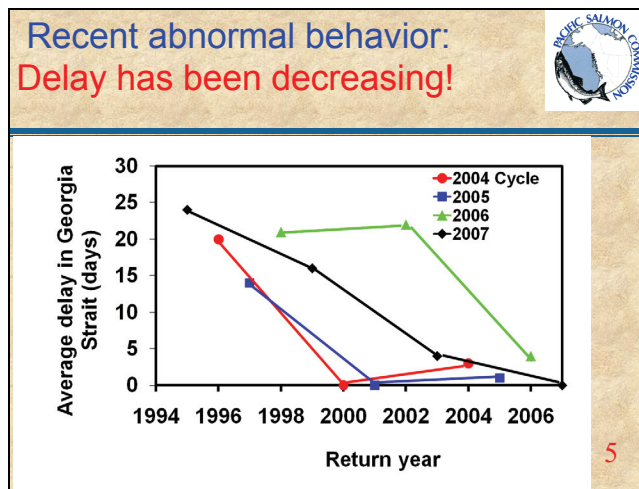 Recent abnormal behavior:
Delay has been decreasing!
PACIFIC SALMON COMMISSION
30
25
20
15
10
5
0
Average delay in Georgia
Strait (days)
2004 Cycle
2005
2006
2007
1994 1996 1998 2000 2002 2004 2006
Return year
5